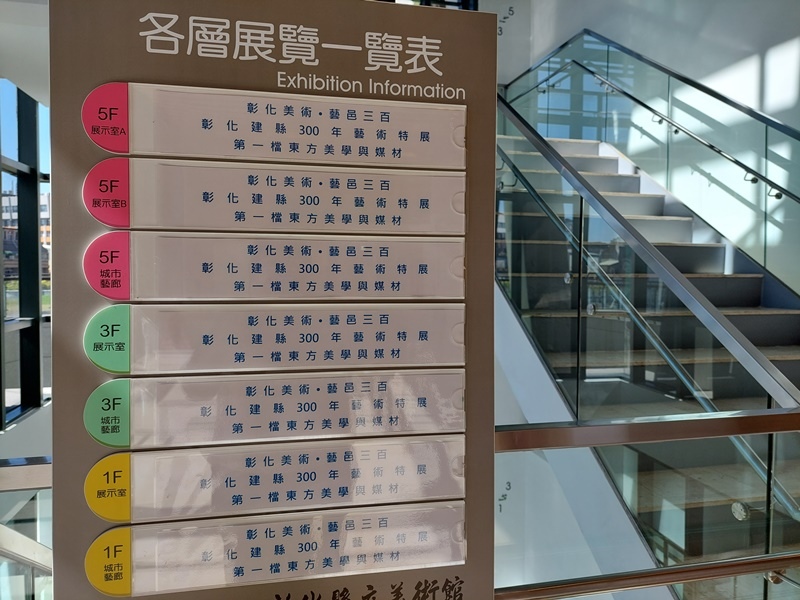 各層展覽一覽表
Exhibition Information
5F
展示室A
彰化美術・藝邑三百
彰化建縣300年藝術特展
第一檔東方美學與媒材
5F
展示室B
彰化美術・藝邑三百
彰化建縣300年藝術特展
第一檔東方美學與媒材
5F
城市
藝廊
彰化美術・藝邑三百
彰化建縣300年藝術特展
第一檔東方美學與媒材
3F
展示室
彰化美術・藝邑三百
彰化建縣300年藝術特展
第一檔東方美學與媒材
3F
城市
藝廊
彰化美術・藝邑三百
彰化建縣300年藝術特展
第一檔東方美學與媒材
1F
展示室
彰化美術・藝邑三百
彰化建縣300年藝術特展
第一檔東方美學與媒材
1F
城市
藝廊
彰化美術・藝邑三百
彰化建縣300年藝術特展
第一檔東方美學與媒材
彰化縣立美術館
5
3
3
1